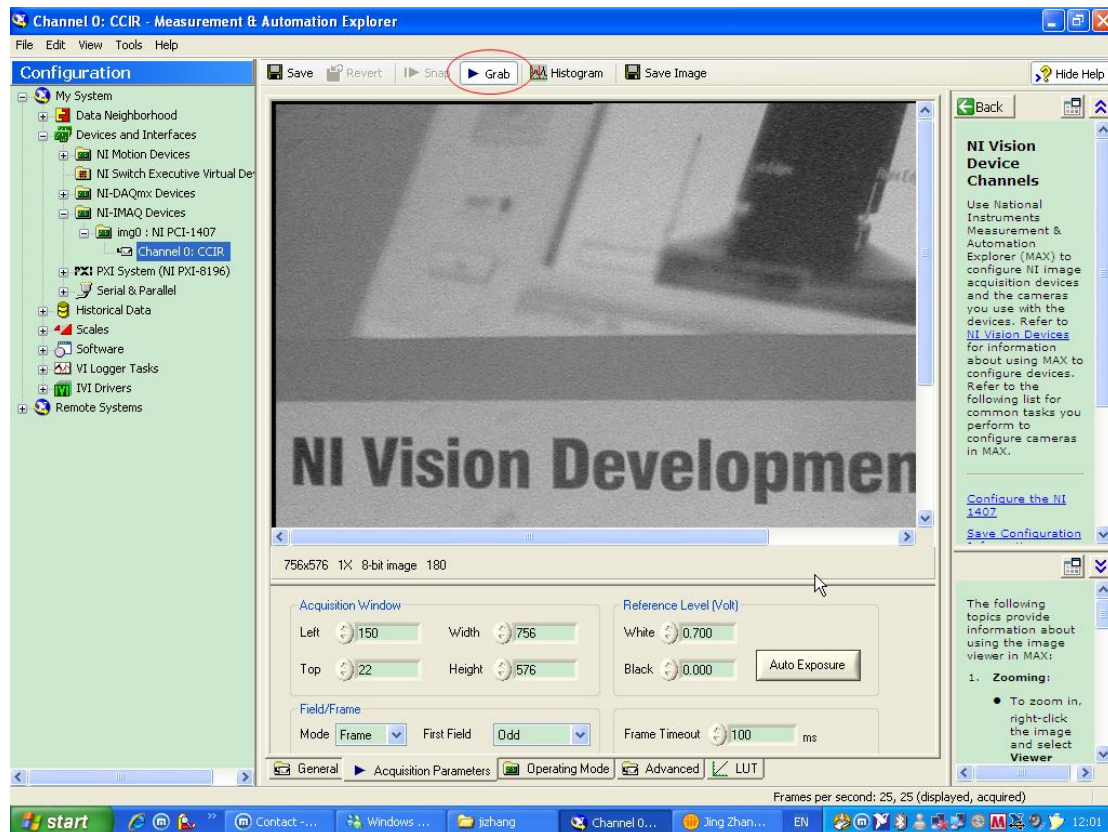 Channel 0: CCIR - Measurement & Automation Explorer
File Edit View Tools Help
Configuration
My System
Data Neighborhood
Devices and Interfaces
NI Motion Devices
NI Switch Executive Virtual De
NI-DAQmx Devices
NI-IMAQ Devices
img0 : NI PCI-1407
Channel 0: CCIR
PXI PXI System (NI PXI-8196)
Serial & Parallel
Historical Data
Scales
Software
VI Logger Tasks
IVI IVI Drivers
Remote Systems
Save Revert Snap Grab Histogram Save Image Hide Help
NI Vision Developmen
756x576 1X 8-bit image 180
Acquisition Window
Left 150 Width 756
Top 22 Height 576
Reference Level (Volt)
White 0.700
Black 0.000
Auto Exposure
Field/Frame
Mode Frame First Field Odd
Frame Timeout 100 ms
General Acquisition Parameters Operating Mode Advanced LUT
Back
NI Vision
Device
Channels
Use National
Instruments
Measurement &
Automation
Explorer (MAX) to
configure NI image
acquisition devices
and the cameras
you use with the
devices. Refer to
NI Vision Devices
for information
about using MAX to
configure devices.
Refer to the
following list for
common tasks you
perform to
configure cameras
in MAX.
Configure the NI
1407
Save Configuration
The following
topics provide
information about
using the image
viewer in MAX:
1. Zooming:
● To zoom in,
right-click
the image
and select
Viewer
Frames per second: 25, 25 (displayed, acquired)
start Contact -... Windows ... jizhang Channel 0... Jing Zhan... EN 12:01